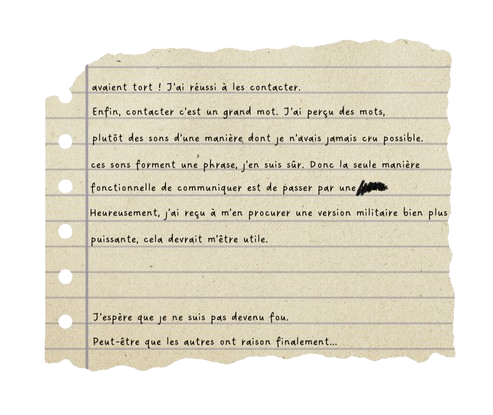 avaient tort ! J'ai réussi à les contacter.
Enfin, contacter c'est un grand mot. J'ai perçu des mots,
plutôt des sons d'une manière dont je n'avais jamais cru possible.
ces sons forment une phrase, j'en suis sûr. Donc la seule manière
fonctionnelle de communiquer est de passer par une
Heureusement, j'ai reçu à m'en procurer une version militaire bien plus
puissante, cela devrait m'être utile.
J'espère que je ne suis pas devenu fou.
Peut-être que les autres ont raison finalement...